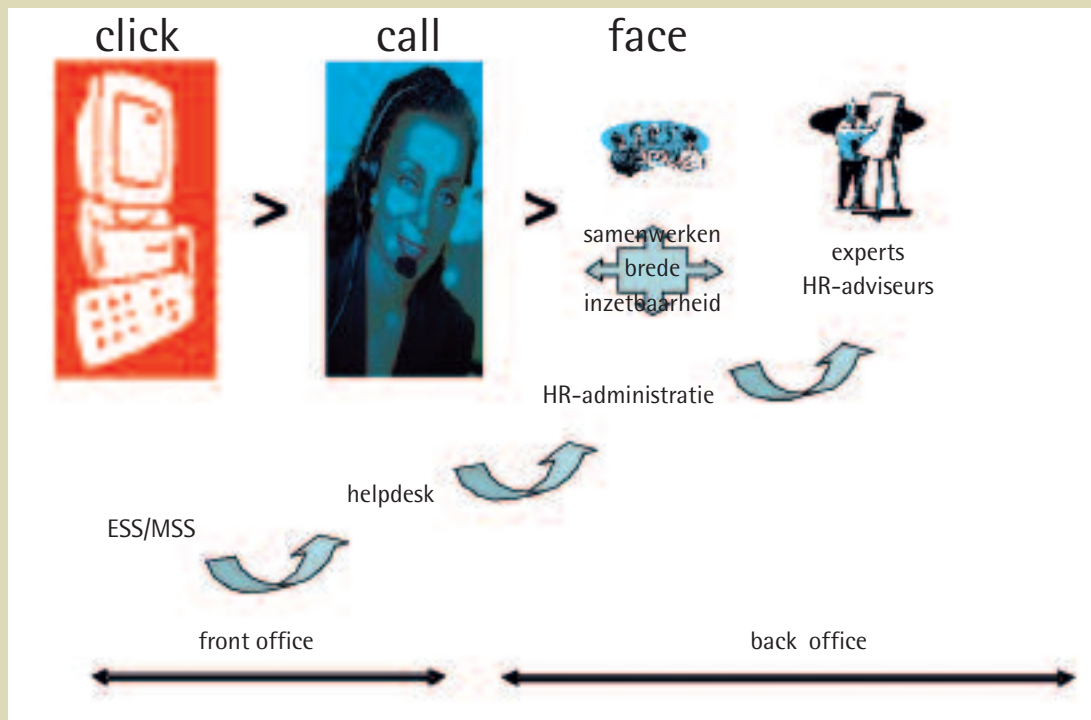 click
call
face
>
>
samenwerken
brede
inzetbaarheid
experts
HR-adviseurs
HR-administratie
helpdesk
ESS/MSS
front office
back office